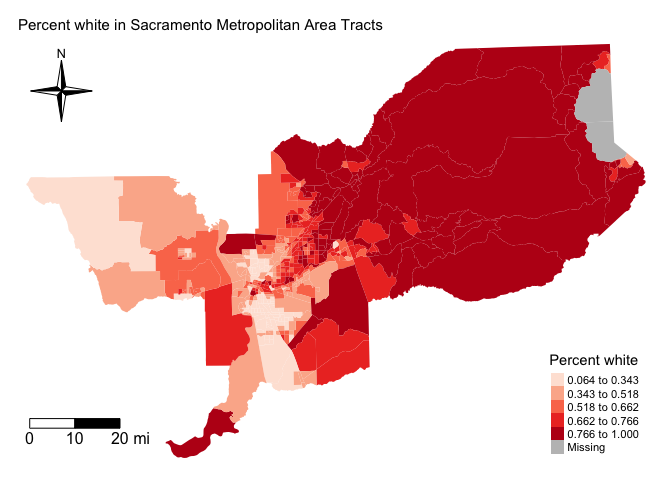 Percent white in Sacramento Metropolitan Area Tracts
N
Percent white
0.064 to 0.343
0.343 to 0.518
0.518 to 0.662
0.662 to 0.766
0.766 to 1.000
Missing
0 10 20 mi